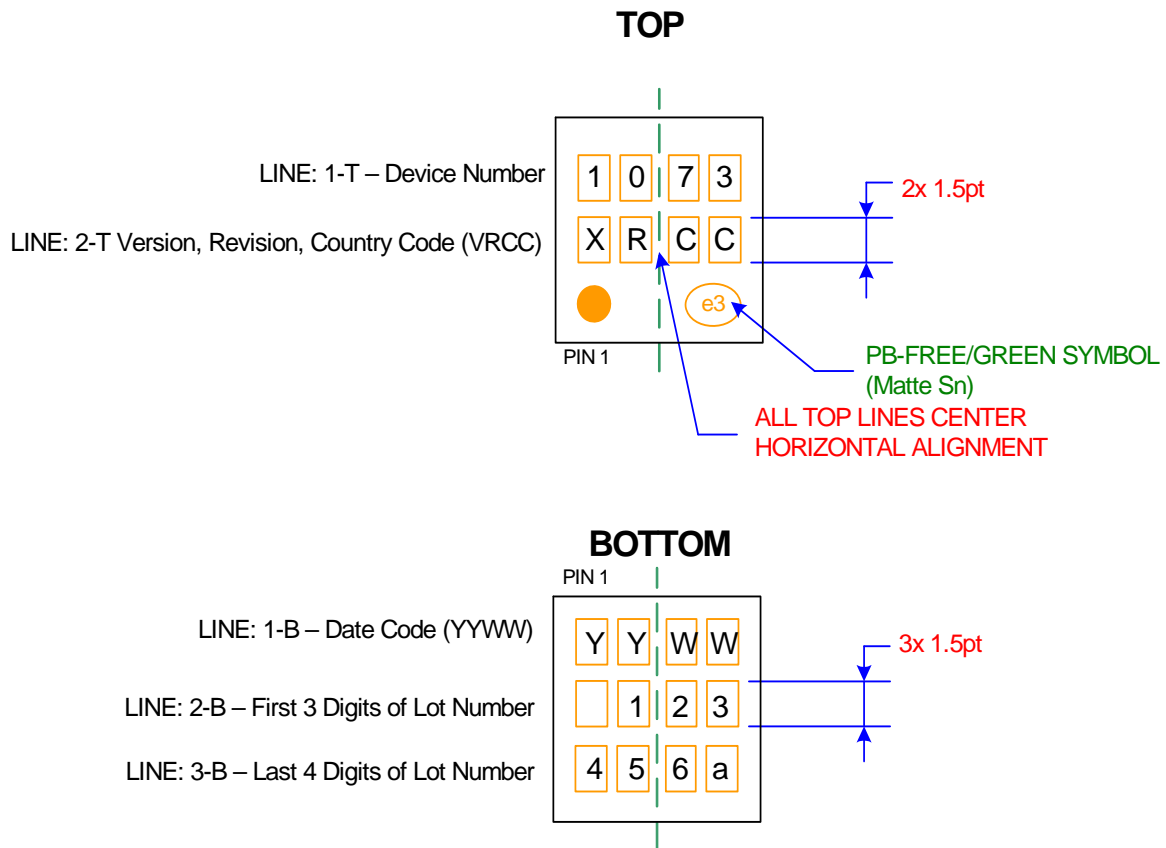 TOP
LINE: 1-T – Device Number
1 0 7 3
2x 1.5pt
LINE: 2-T Version, Revision, Country Code (VRCC)
X R C C
e3
PIN 1
PB-FREE/GREEN SYMBOL
(Matte Sn)
ALL TOP LINES CENTER
HORIZONTAL ALIGNMENT
BOTTOM
PIN 1
LINE: 1-B – Date Code (YYWW)
Y Y W W
3x 1.5pt
LINE: 2-B – First 3 Digits of Lot Number
1 2 3
LINE: 3-B – Last 4 Digits of Lot Number
4 5 6 a